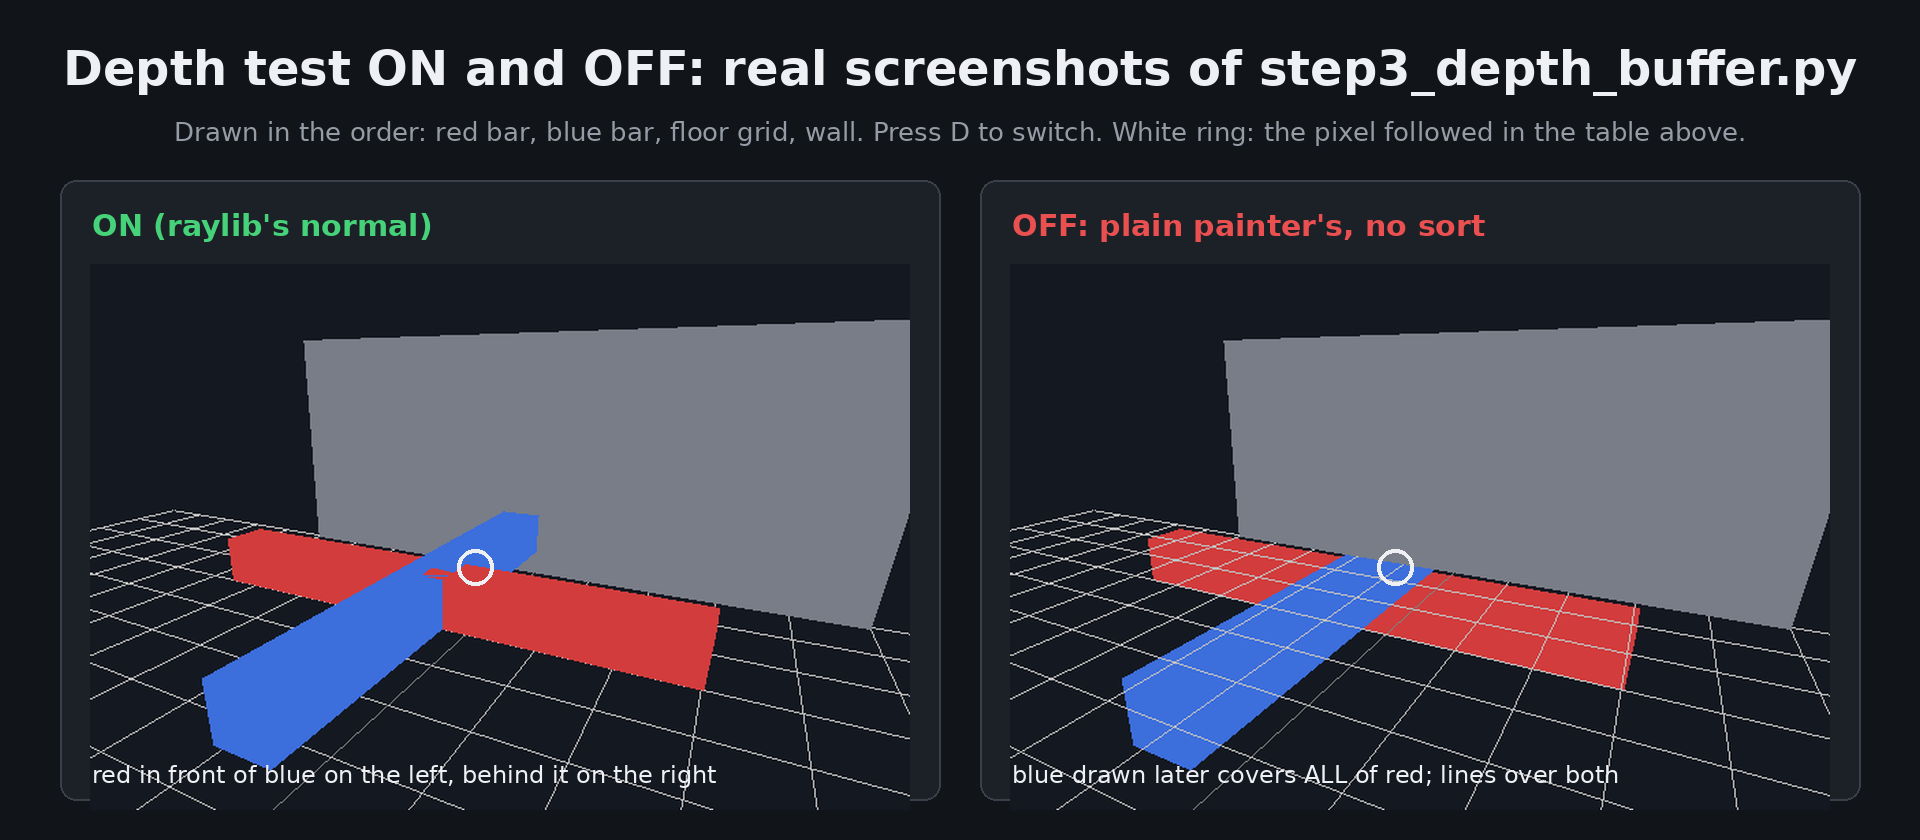 Depth test ON and OFF: real screenshots of step3_depth_buffer.py
Drawn in the order: red bar, blue bar, floor grid, wall. Press D to switch. White ring: the pixel followed in the table above.
ON (raylib's normal)
red in front of blue on the left, behind it on the right
OFF: plain painter's, no sort
blue drawn later covers ALL of red; lines over both